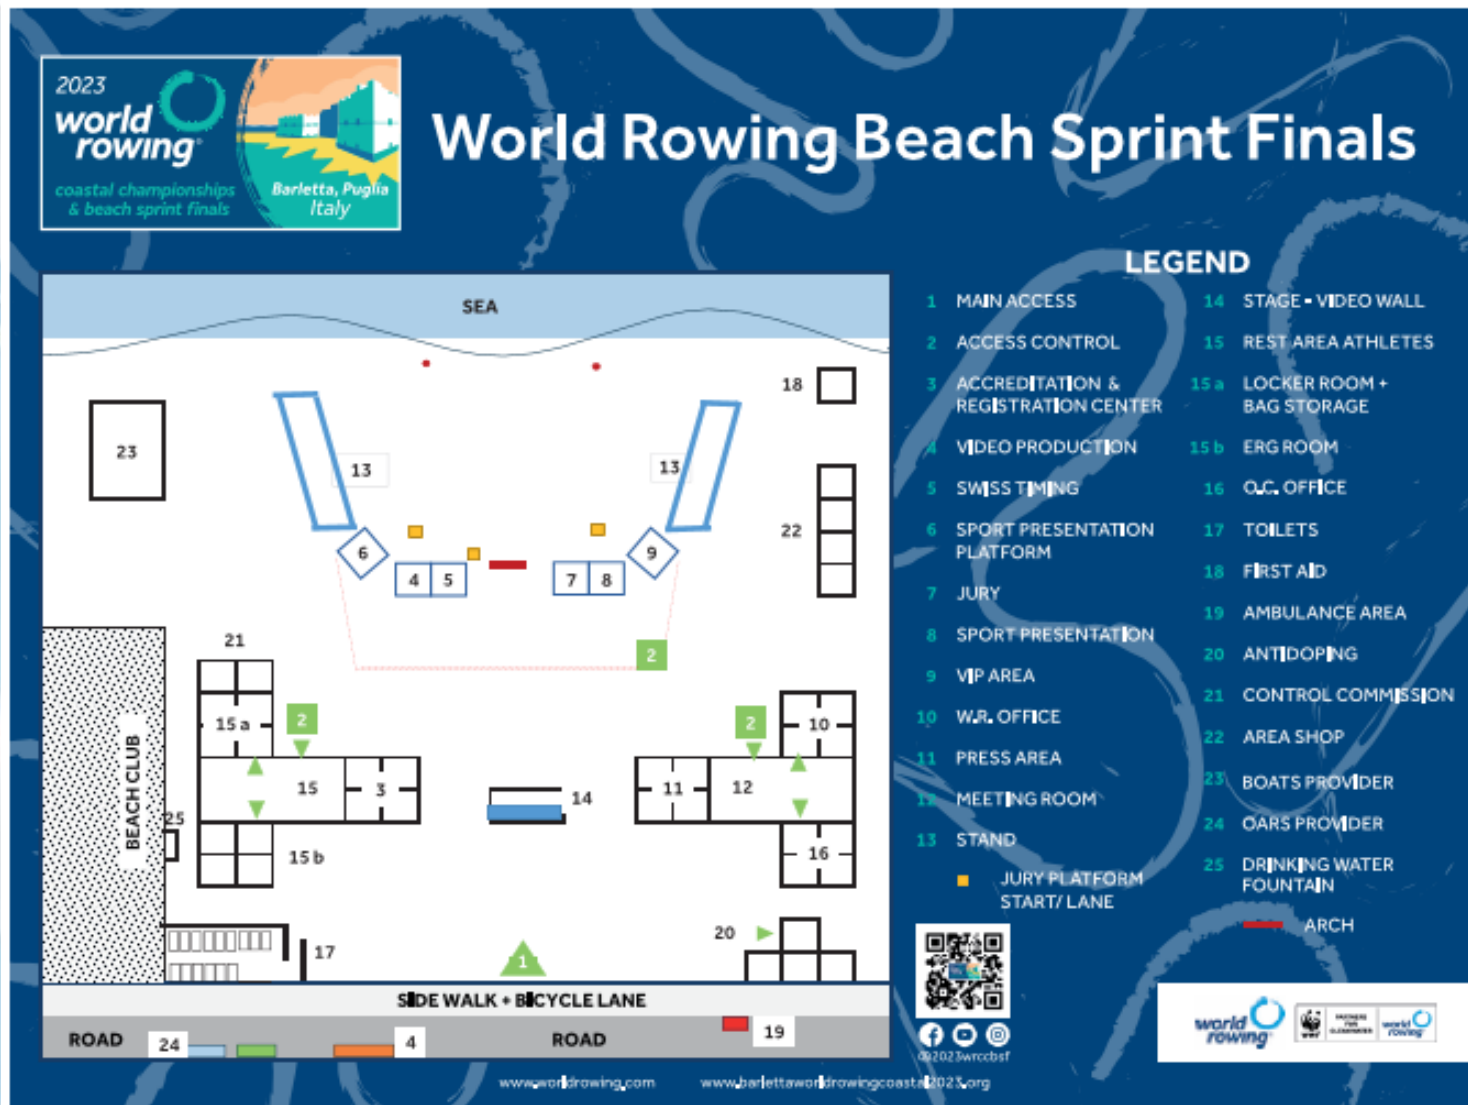 2023
world
rowing
coastal championships
& beach sprint finals
Barletta, Puglia
Italy
World Rowing Beach Sprint Finals
SEA
18
23
13
13
22
6
9
4
5
7
8
2
21
15 a
2
2
10
BEACH CLUB
15
3
14
11
12
25
15 b
16
17
1
20
SIDE WALK + BICYCLE LANE
ROAD
24
4
ROAD
19
LEGEND
1 MAIN ACCESS
2 ACCESS CONTROL
3 ACCREDITATION &
REGISTRATION CENTER
4 VIDEO PRODUCTION
5 SWISS TIMING
6 SPORT PRESENTATION
PLATFORM
7 JURY
8 SPORT PRESENTATION
9 VIP AREA
10 W.R. OFFICE
11 PRESS AREA
12 MEETING ROOM
13 STAND
JURY PLATFORM
START/ LANE
14 STAGE - VIDEO WALL
15 REST AREA ATHLETES
15 a LOCKER ROOM +
BAG STORAGE
15 b ERG ROOM
16 O.C. OFFICE
17 TOILETS
18 FIRST AID
19 AMBULANCE AREA
20 ANTIDOPING
21 CONTROL COMMISSION
22 AREA SHOP
23 BOATS PROVIDER
24 OARS PROVIDER
25 DRINKING WATER
FOUNTAIN
ARCH
@2023wrccbsf
world
rowing
WWF
PARTNERS
FOR
CLEAN WATER
world
rowing
www.worldrowing.com
www.barlettaworldrowingcoastal2023.org